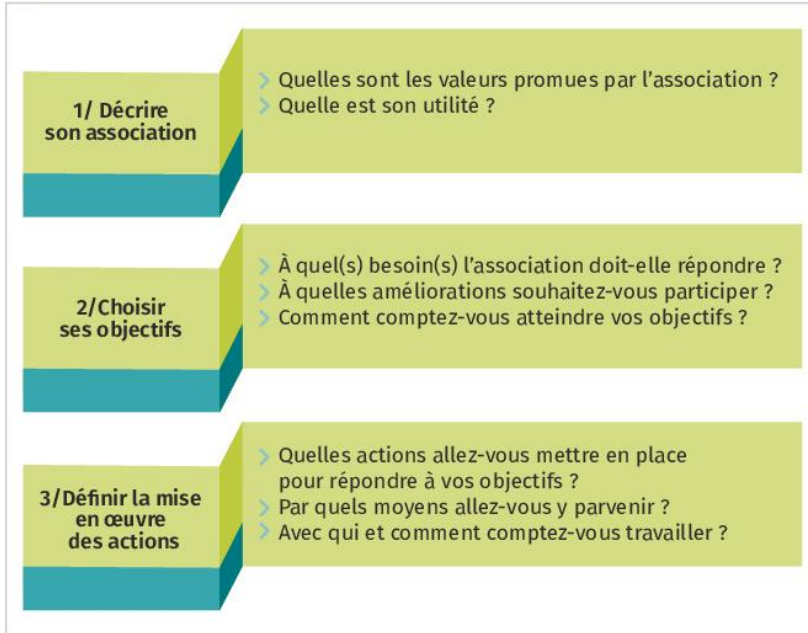 1/ Décrire
son association
> Quelles sont les valeurs promues par l’association ?
> Quelle est son utilité ?
2/Choisir
ses objectifs
> À quel(s) besoin(s) l’association doit-elle répondre ?
> À quelles améliorations souhaitez-vous participer ?
> Comment comptez-vous atteindre vos objectifs ?
3/Définir la mise
en œuvre
des actions
> Quelles actions allez-vous mettre en place
pour répondre à vos objectifs ?
> Par quels moyens allez-vous y parvenir ?
> Avec qui et comment comptez-vous travailler ?